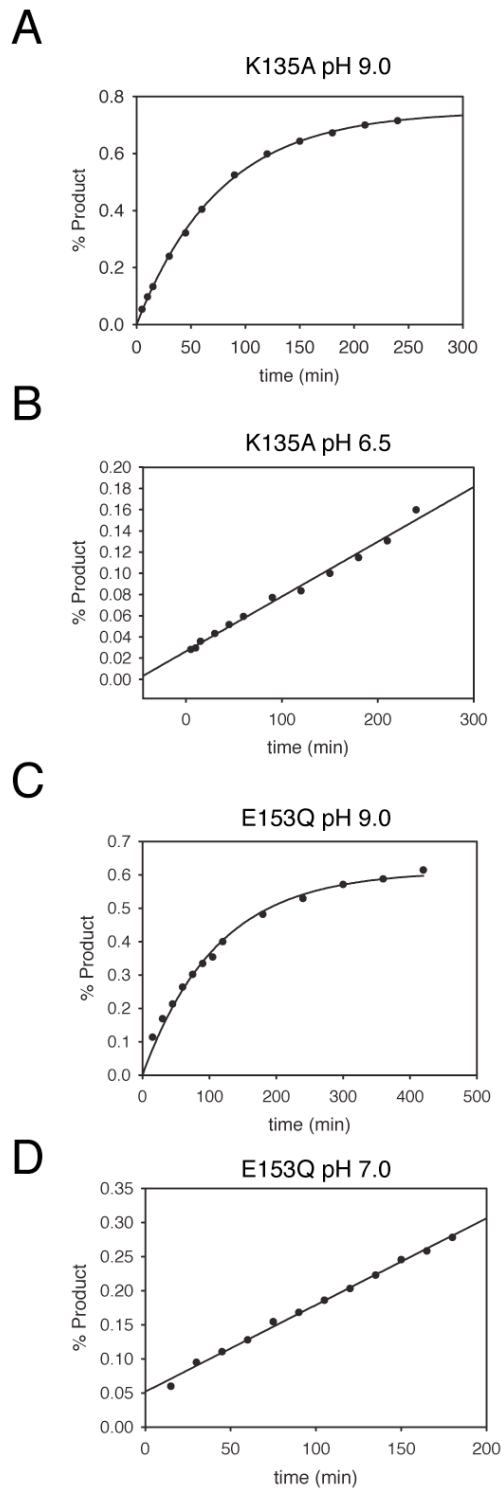 A
K135A pH 9.0
0.8
0.6
0.4
0.2
0.0
% Product
0 50 100 150 200 250 300
time (min)
B
K135A pH 6.5
0.20
0.18
0.16
0.14
0.12
0.10
0.08
0.06
0.04
0.02
0.00
% Product
0 100 200 300
time (min)
C
E153Q pH 9.0
0.7
0.6
0.5
0.4
0.3
0.2
0.1
0.0
% Product
0 100 200 300 400 500
time (min)
D
E153Q pH 7.0
0.35
0.30
0.25
0.20
0.15
0.10
0.05
0.00
% Product
0 50 100 150 200
time (min)